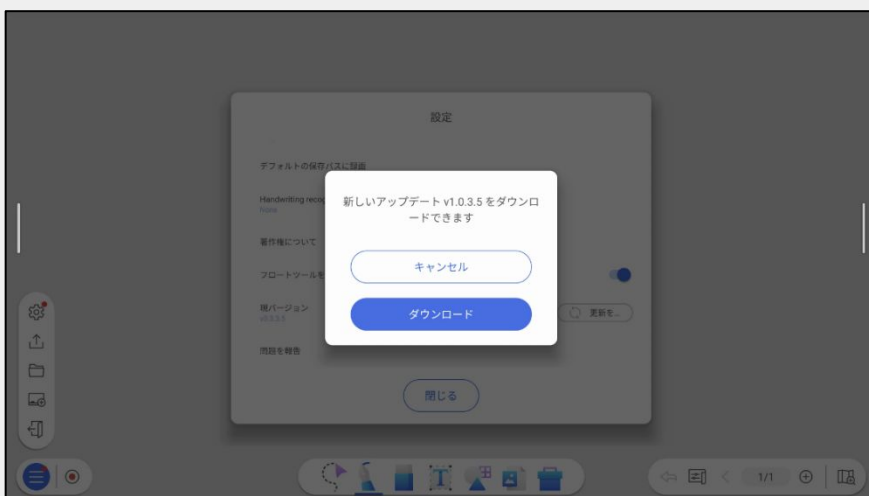 設定
デフォルトの保存パスに録画
Handwriting recog
None
新しいアップデート v1.0.3.5 をダウンロ
ードできます
著作権について
キャンセル
フロートツールを
現バージョン
v0.3.3.5
更新を...
ダウンロード
問題を報告
閉じる
T
1/1